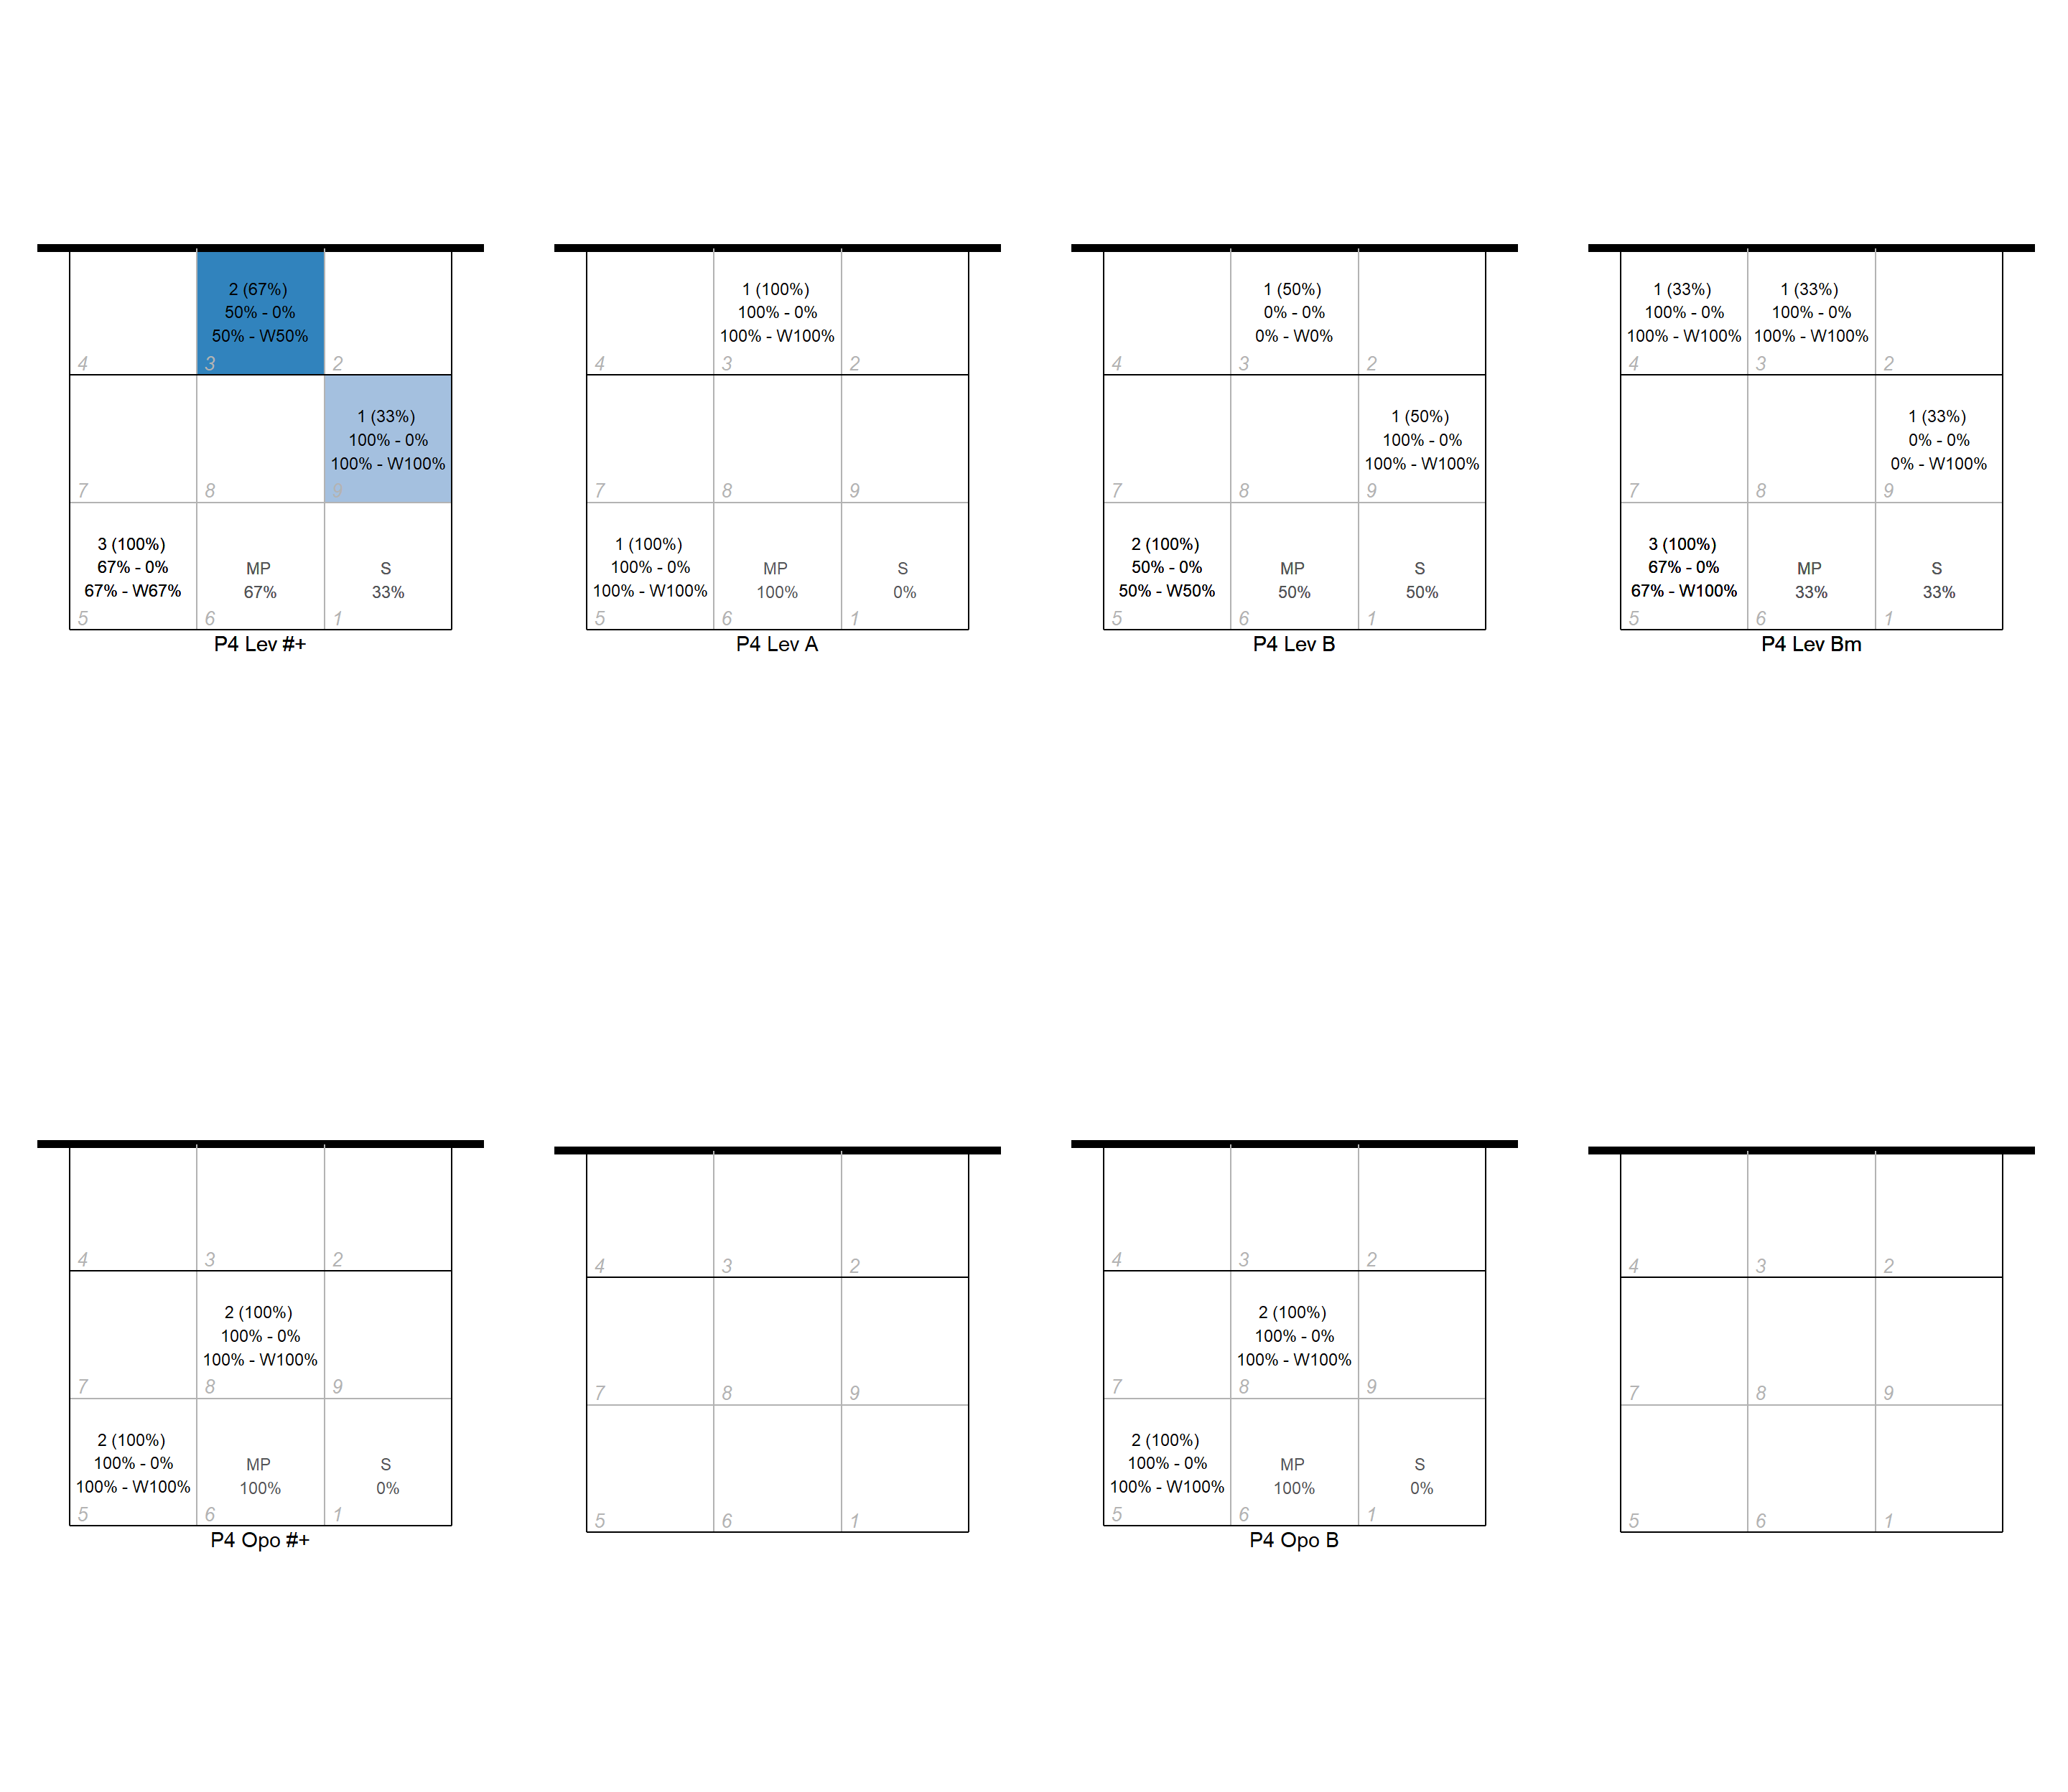 2 (67%)
50% - 0%
50% - W50%
4
3
2
1 (33%)
100% - 0%
100% - W100%
7
8
9
3 (100%)
67% - 0%
67% - W67%
MP
67%
S
33%
5
6
1
P4 Lev #+
1 (100%)
100% - 0%
100% - W100%
4
3
2
7
8
9
1 (100%)
100% - 0%
100% - W100%
MP
100%
S
0%
5
6
1
P4 Lev A
1 (50%)
0% - 0%
0% - W0%
4
3
2
1 (50%)
100% - 0%
100% - W100%
7
8
9
2 (100%)
50% - 0%
50% - W50%
MP
50%
S
50%
5
6
1
P4 Lev B
1 (33%)
100% - 0%
100% - W100%
1 (33%)
100% - 0%
100% - W100%
4
3
2
1 (33%)
0% - 0%
0% - W100%
7
8
9
3 (100%)
67% - 0%
67% - W100%
MP
33%
S
33%
5
6
1
P4 Lev Bm
4
3
2
2 (100%)
100% - 0%
100% - W100%
7
8
9
2 (100%)
100% - 0%
100% - W100%
MP
100%
S
0%
5
6
1
P4 Opo #+
4
3
2
7
8
9
5
6
1
4
3
2
2 (100%)
100% - 0%
100% - W100%
7
8
9
2 (100%)
100% - 0%
100% - W100%
MP
100%
S
0%
5
6
1
P4 Opo B
4
3
2
7
8
9
5
6
1